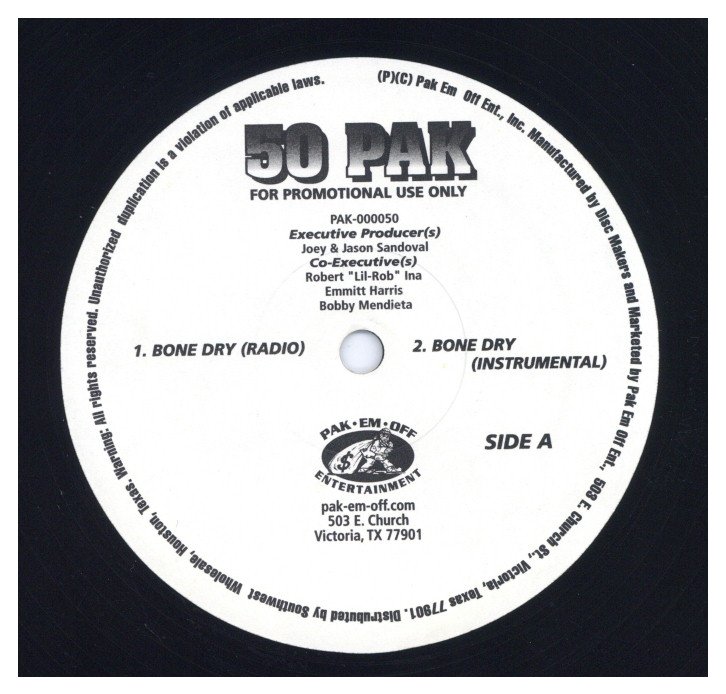 50 PAK
FOR PROMOTIONAL USE ONLY
PAK-000050
Executive Producer(s)
Joey & Jason Sandoval
Co-Executive(s)
Robert "Lil-Rob" Ina
Emmitt Harris
Bobby Mendieta
1. BONE DRY (RADIO)
2. BONE DRY
(INSTRUMENTAL)
SIDE A
PAK•EM•OFF
$
ENTERTAINMENT
pak-em-off.com
503 E. Church
Victoria, TX 77901
(P)(C) Pak Em Off Ent., Inc. Manufactured by Disc Makers and Marketed by Pak Em Off Ent., 503 E. Church St., Victoria, Texas 77901. Distrubuted by Southwest Wholesale, Houston, Texas. Warning: All rights reserved. Unauthorized duplication is a violation of applicable laws.